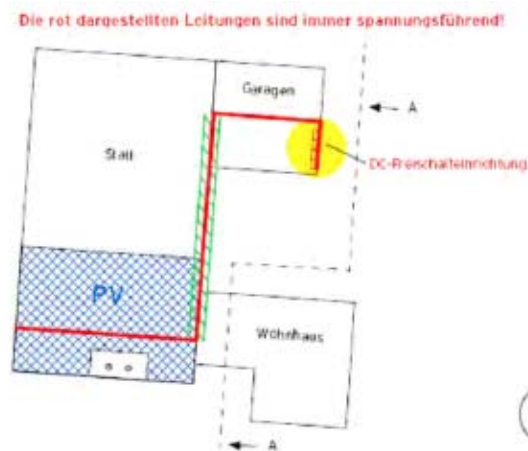 Die rot dargestellten Leitungen sind immer spannungsführend!
Garagen
A
Stall
DC-Freischalteinrichtung
PV
Wohnhaus
A